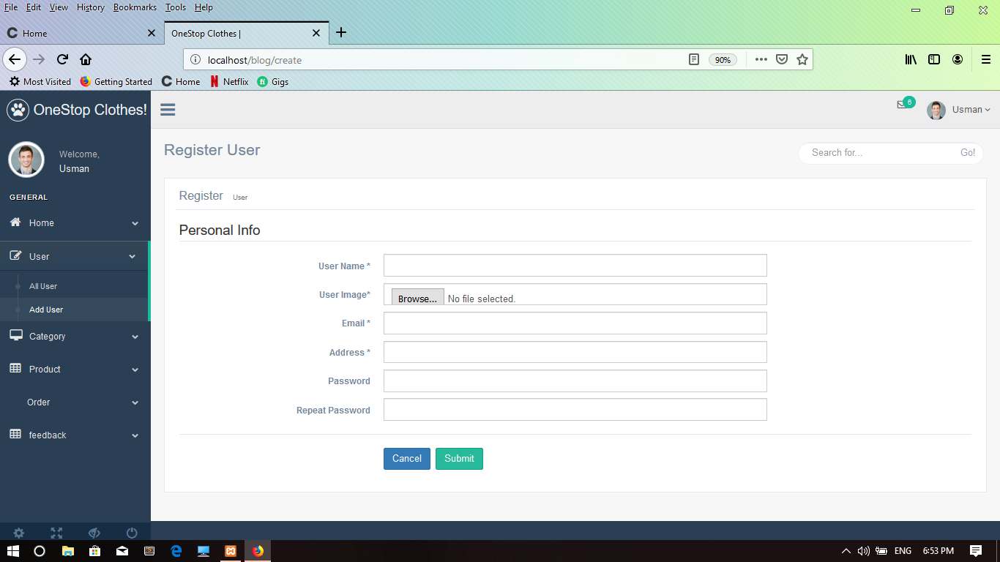 File Edit View History Bookmarks Tools Help
Home
OneStop Clothes |
localhost/blog/create
90%
Most Visited Getting Started Home Netflix Gigs
OneStop Clothes!
6
Usman
Welcome,
Usman
GENERAL
Home
User
All User
Add User
Category
Product
Order
feedback
Register User
Search for... Go!
Register User
Personal Info
User Name *
User Image*
Browse... No file selected.
Email *
Address *
Password
Repeat Password
Cancel Submit
ENG 6:53 PM